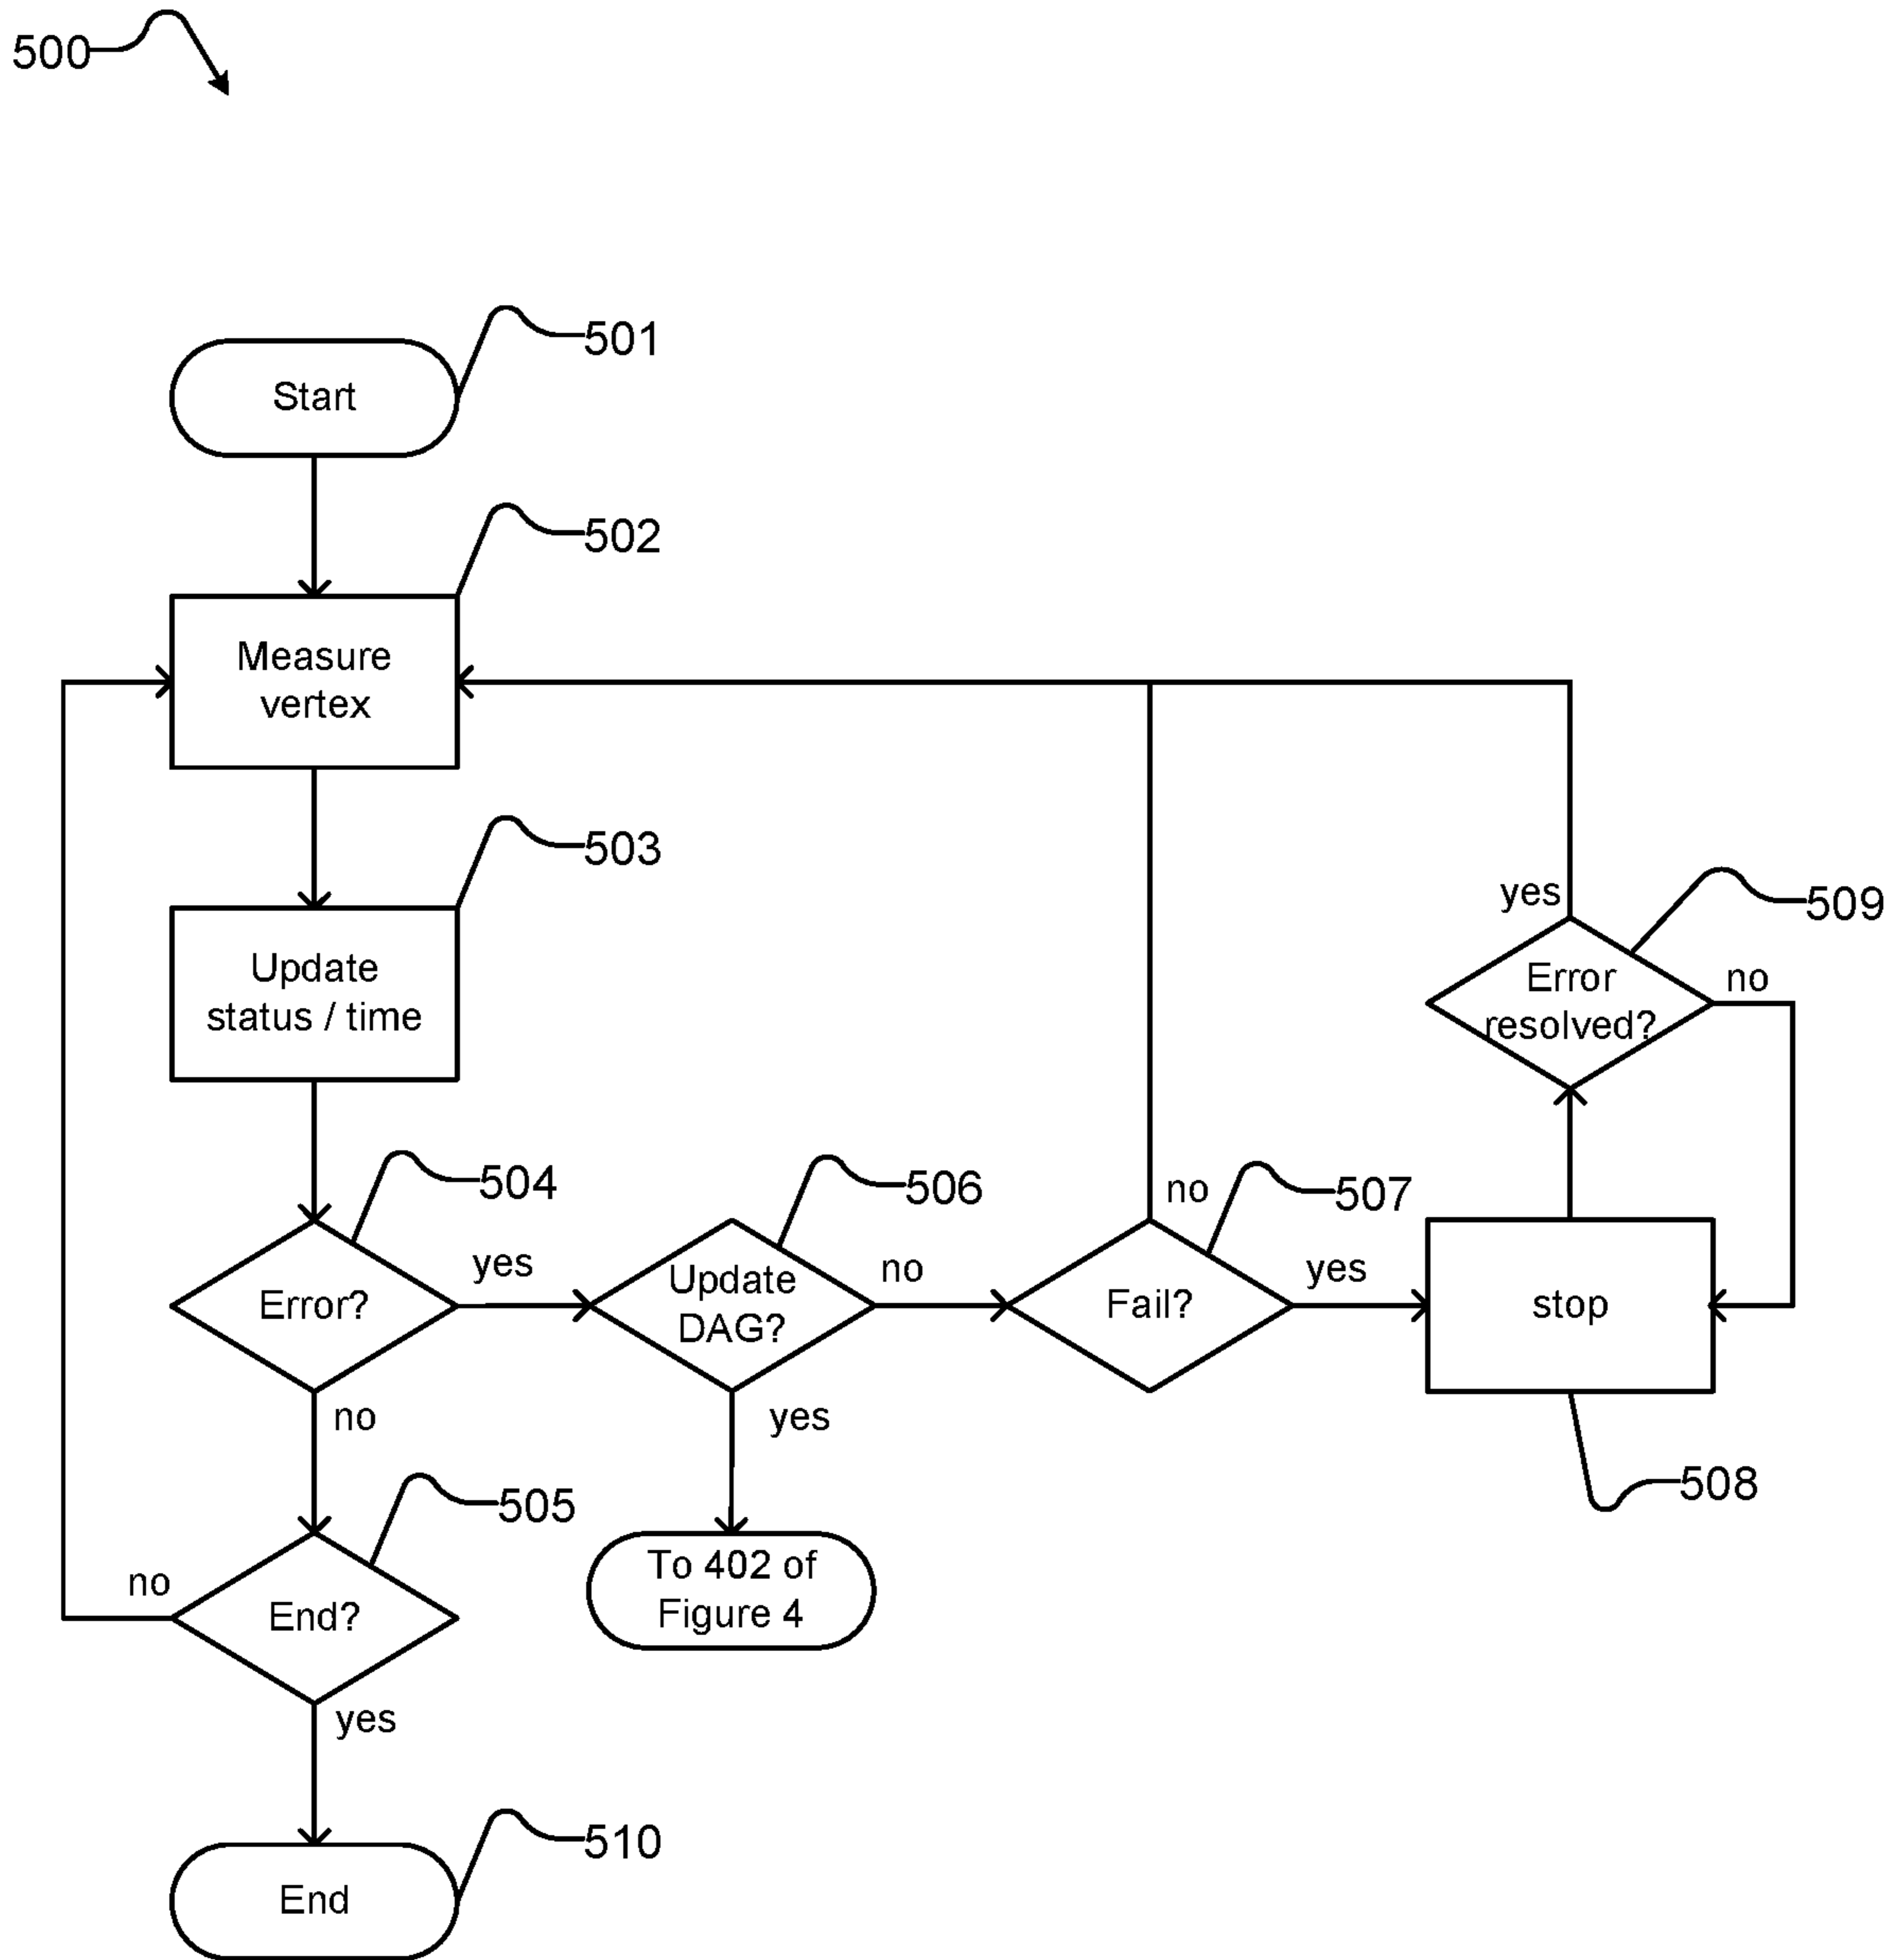 500
501
Start
502
Measure
vertex
503
Update
status / time
509
yes
Error
resolved?
no
504
506
507
no
yes
Update
DAG?
no
yes
Error?
Fail?
stop
no
yes
508
505
To 402 of
Figure 4
no
End?
yes
510
End